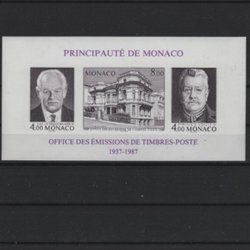 PRINCIPAUTÉ DE MONACO
MONACO 8,00
4,00 MONACO
4,00 MONACO
OFFICE DES ÉMISSIONS DE TIMBRES-POSTE
1937-1987